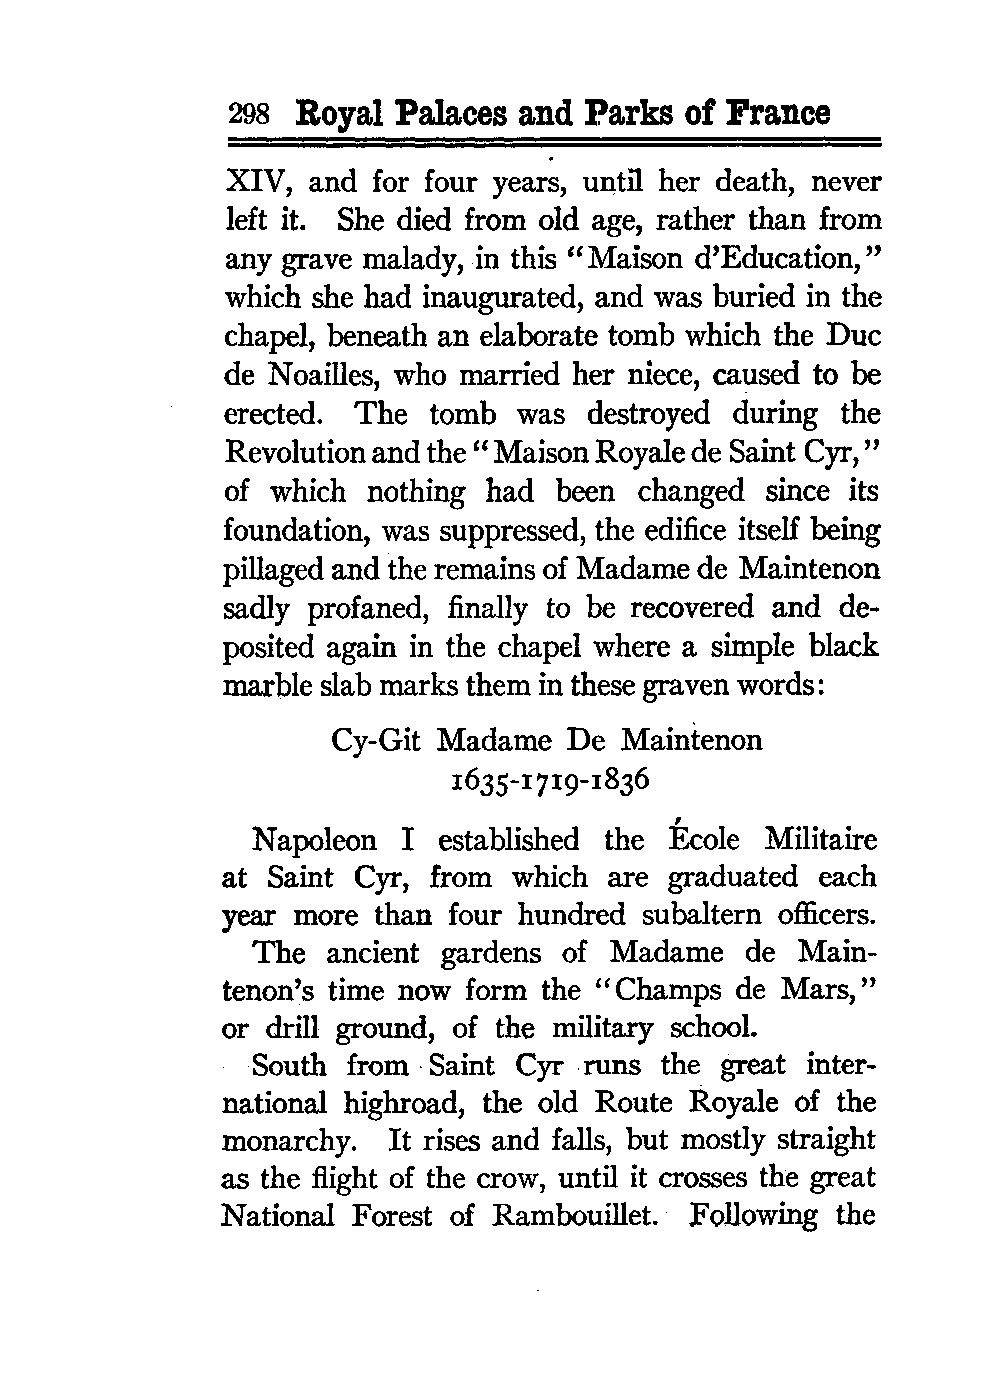 298 Royal Palaces and Parks of France
XIV, and for four years, until her death, never
left it. She died from old age, rather than from
any grave malady, in this "Maison d'Education,"
which she had inaugurated, and was buried in the
chapel, beneath an elaborate tomb which the Duc
de Noailles, who married her niece, caused to be
erected. The tomb was destroyed during the
Revolution and the "Maison Royale de Saint Cyr,"
of which nothing had been changed since its
foundation, was suppressed, the edifice itself being
pillaged and the remains of Madame de Maintenon
sadly profaned, finally to be recovered and de-
posited again in the chapel where a simple black
marble slab marks them in these graven words:
Cy-Git Madame De Maintenon
1635-1719-1836
Napoleon I established the École Militaire
at Saint Cyr, from which are graduated each
year more than four hundred subaltern officers.
The ancient gardens of Madame de Main-
tenon's time now form the "Champs de Mars,"
or drill ground, of the military school.
South from Saint Cyr runs the great inter-
national highroad, the old Route Royale of the
monarchy. It rises and falls, but mostly straight
as the flight of the crow, until it crosses the great
National Forest of Rambouillet. Following the